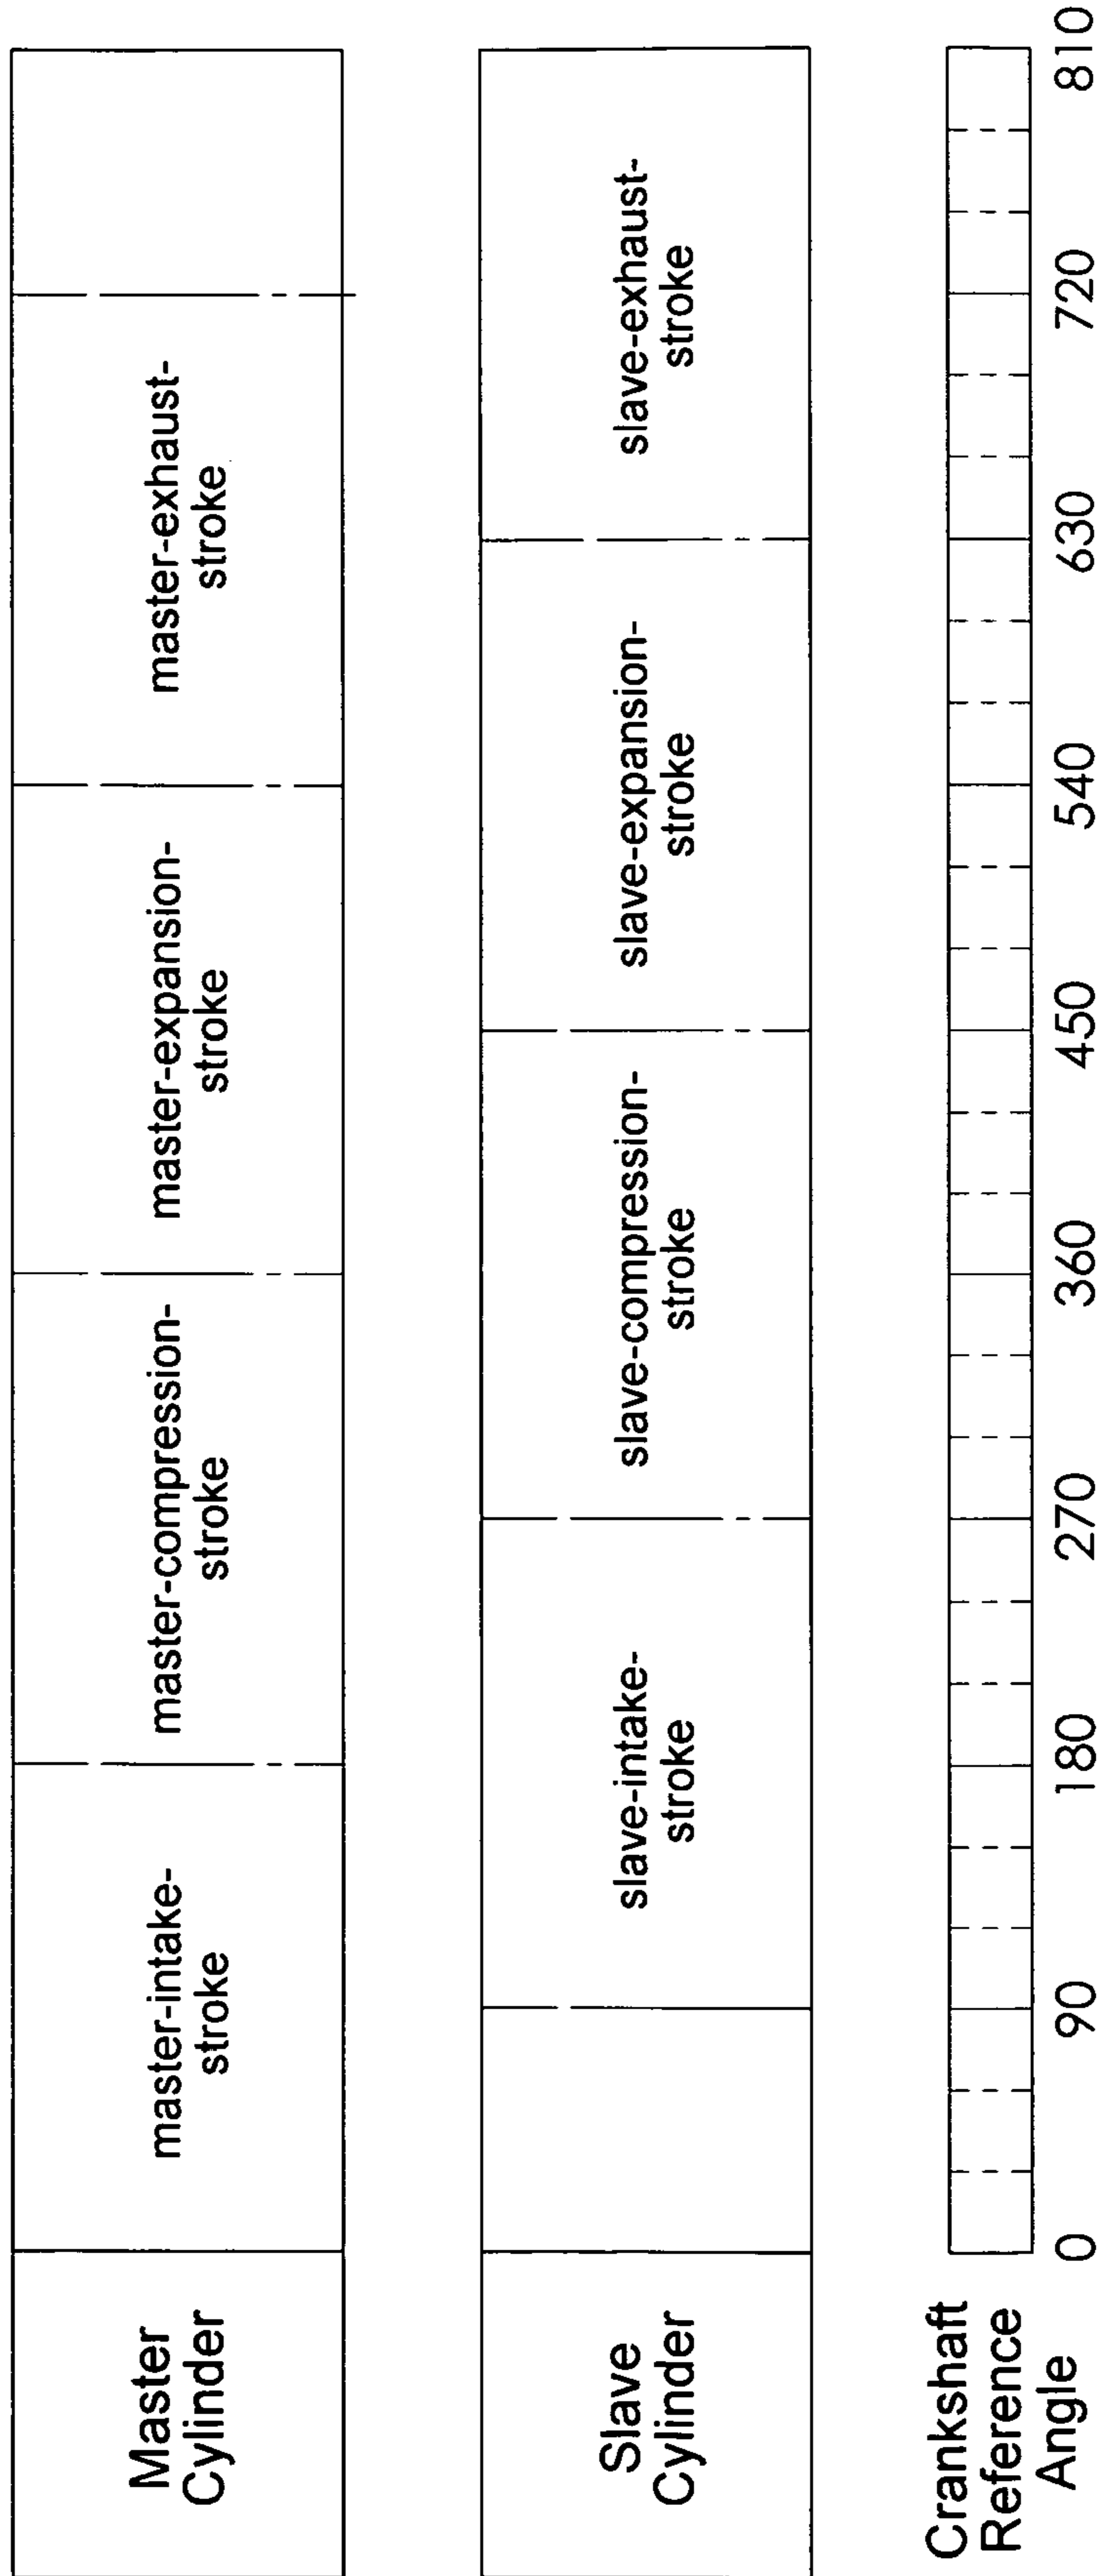 Master
Cylinder
master-intake-
stroke
master-compression-
stroke
master-expansion-
stroke
master-exhaust-
stroke
Slave
Cylinder
slave-intake-
stroke
slave-compression-
stroke
slave-expansion-
stroke
slave-exhaust-
stroke
Crankshaft
Reference
Angle
0 90 180 270 360 450 540 630 720 810